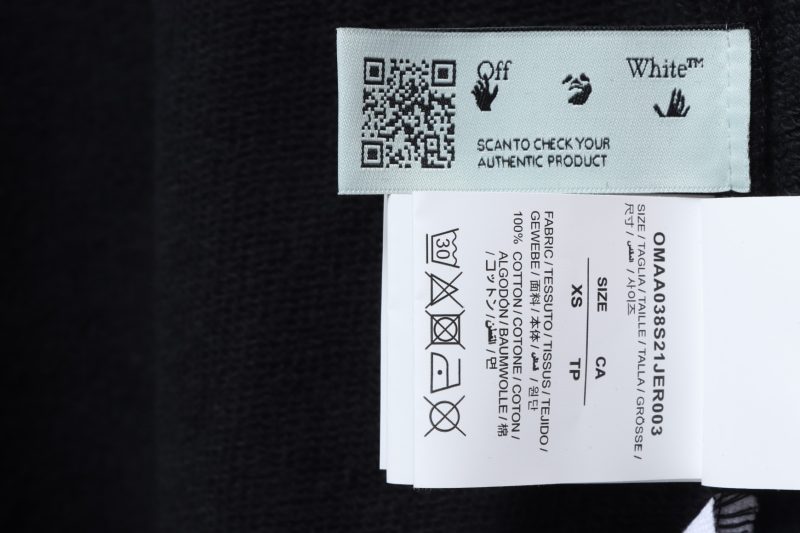 Off White™
SCAN TO CHECK YOUR
AUTHENTIC PRODUCT
OMAA038S21JER003
SIZE / TAGLIA / TAILLE / TALLA / GRÖSSE /
尺寸 / المقاس / 사이즈
SIZE CA
XS TP
FABRIC / TESSUTO / TISSUS / TEJIDO /
GEWEBE / 面料 / 本体 / / 원단
100% COTTON / COTONE / COTON /
ALGODÓN / BAUMWOLLE / 棉
/ コットン / القطن / 면
30